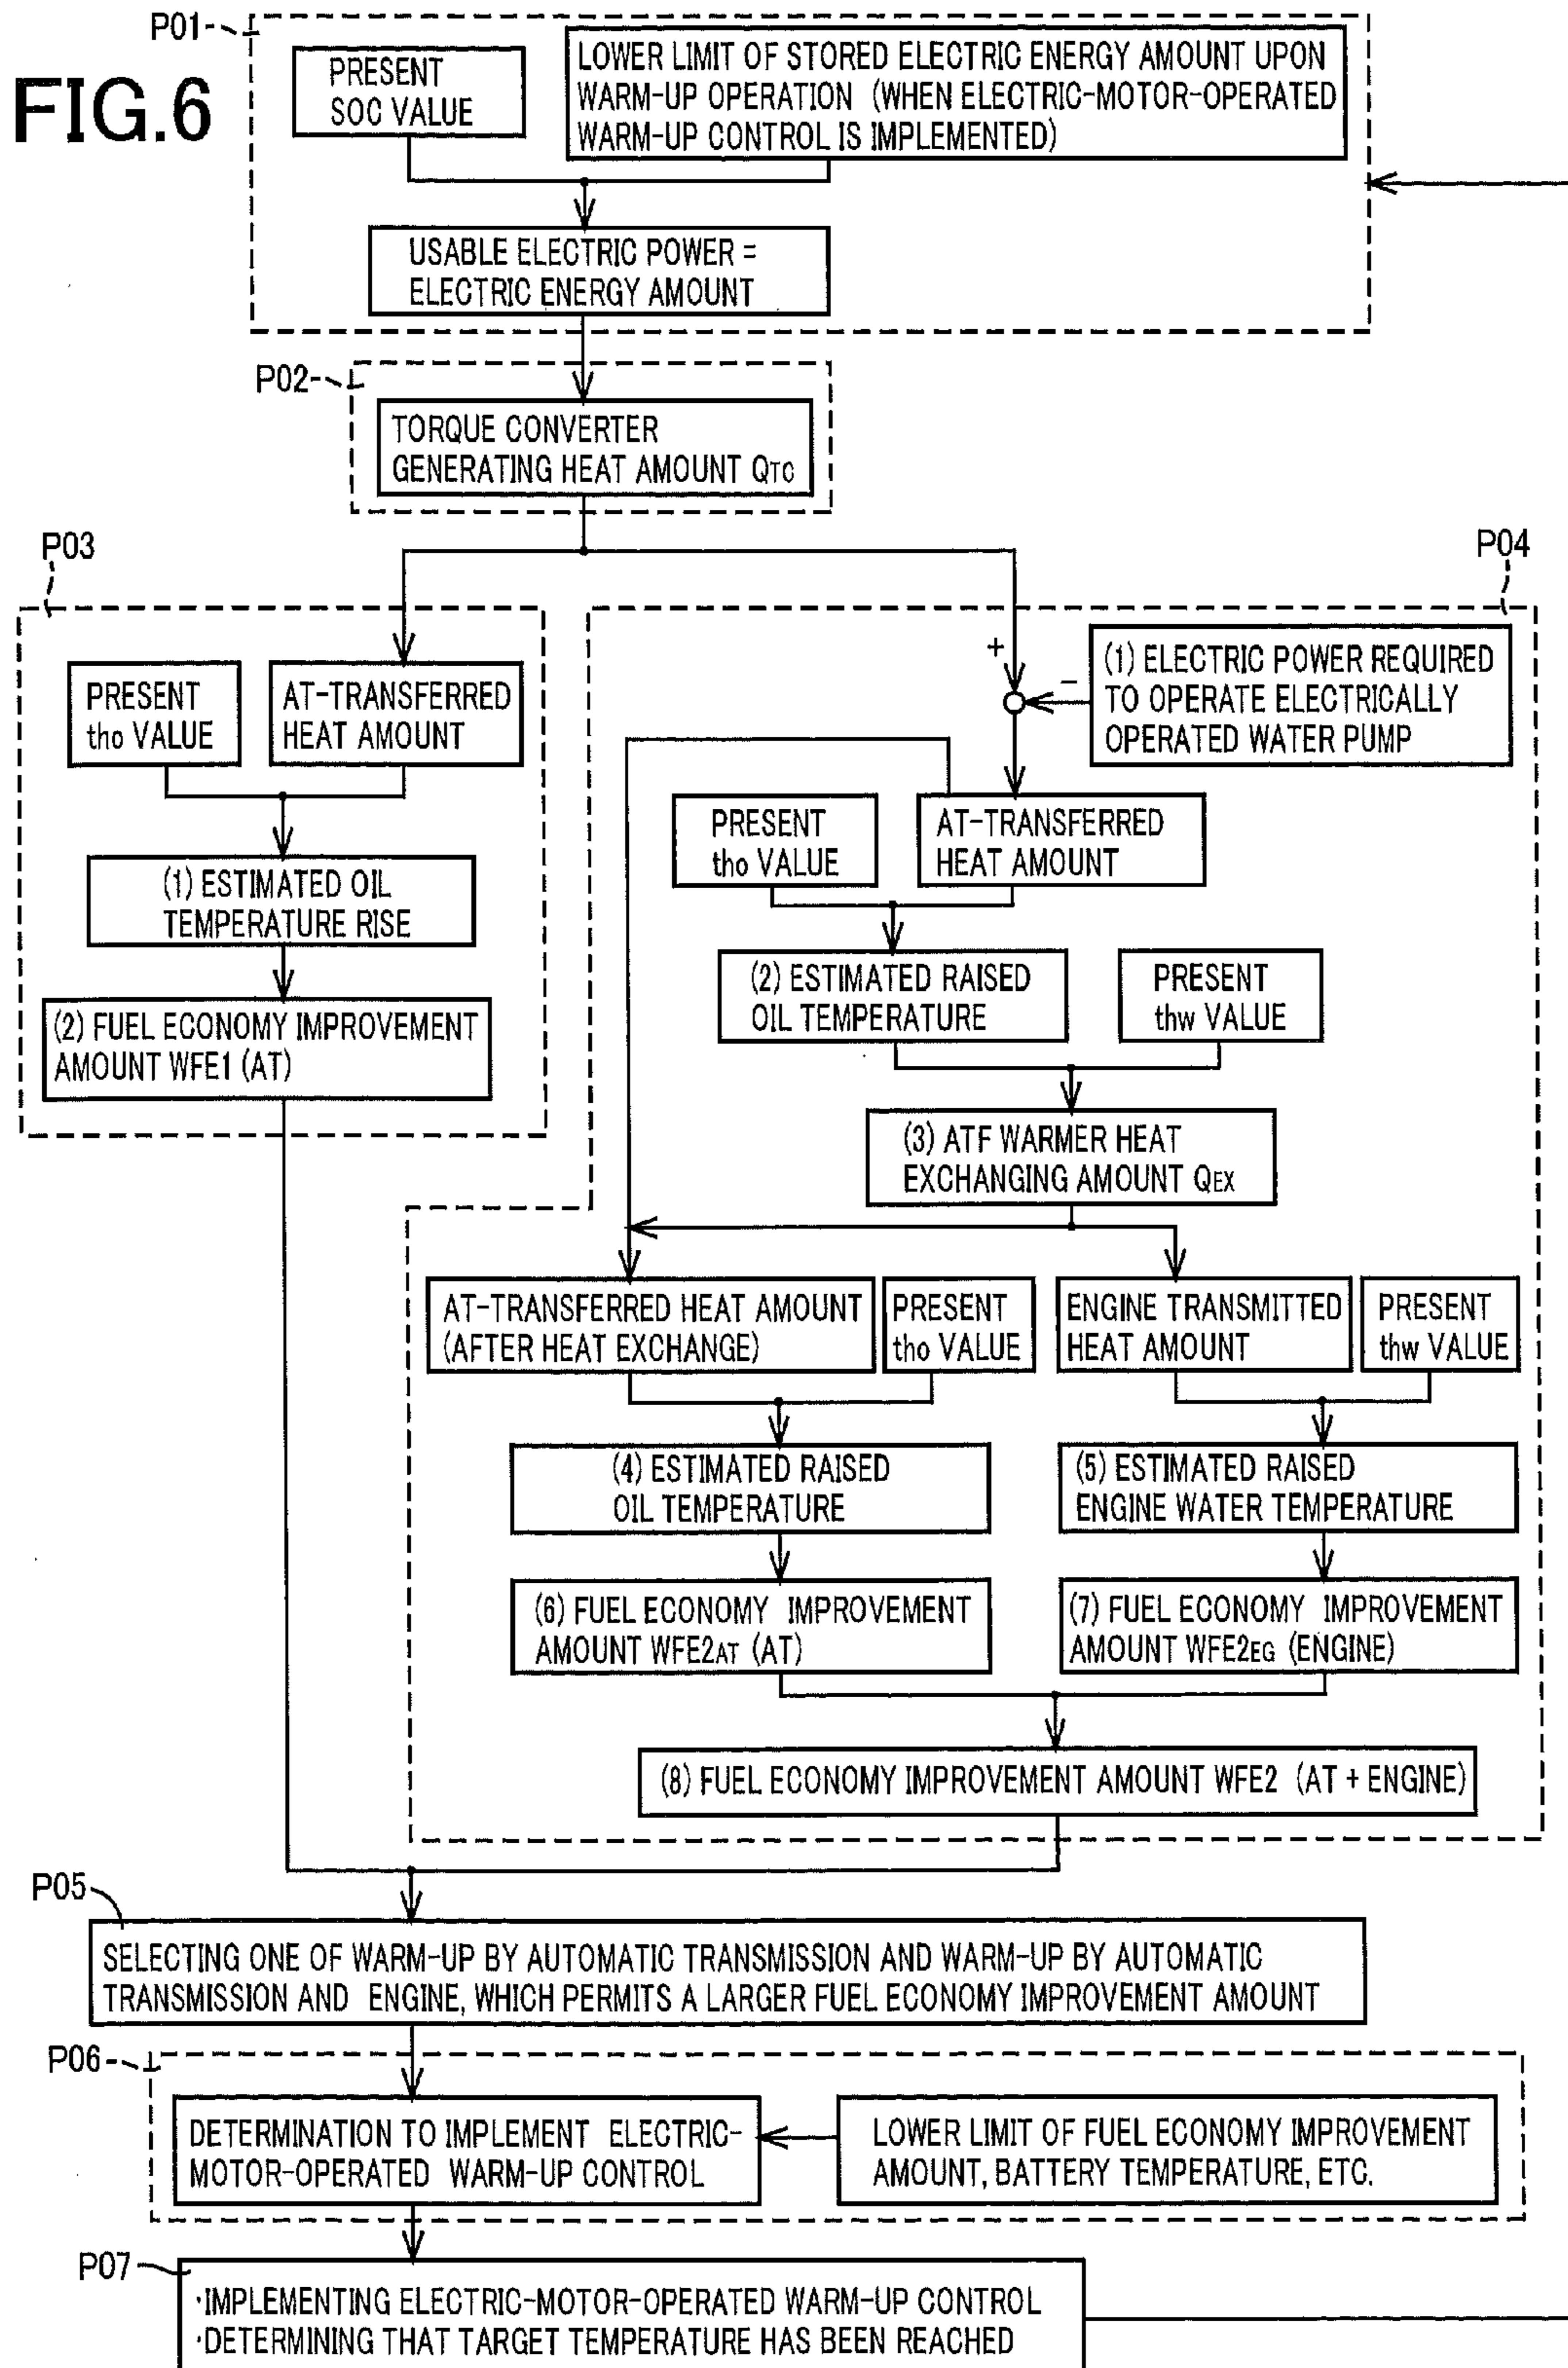 FIG.6
P01
PRESENT
SOC VALUE
LOWER LIMIT OF STORED ELECTRIC ENERGY AMOUNT UPON
WARM-UP OPERATION (WHEN ELECTRIC-MOTOR-OPERATED
WARM-UP CONTROL IS IMPLEMENTED)
USABLE ELECTRIC POWER =
ELECTRIC ENERGY AMOUNT
P02
TORQUE CONVERTER
GENERATING HEAT AMOUNT QTC
P03
PRESENT
tho VALUE
AT-TRANSFERRED
HEAT AMOUNT
(1) ESTIMATED OIL
TEMPERATURE RISE
(2) FUEL ECONOMY IMPROVEMENT
AMOUNT WFE1 (AT)
P04
+
−
(1) ELECTRIC POWER REQUIRED
TO OPERATE ELECTRICALLY
OPERATED WATER PUMP
PRESENT
tho VALUE
AT-TRANSFERRED
HEAT AMOUNT
(2) ESTIMATED RAISED
OIL TEMPERATURE
PRESENT
thw VALUE
(3) ATF WARMER HEAT
EXCHANGING AMOUNT QEX
AT-TRANSFERRED HEAT AMOUNT
(AFTER HEAT EXCHANGE)
PRESENT
tho VALUE
ENGINE TRANSMITTED
HEAT AMOUNT
PRESENT
thw VALUE
(4) ESTIMATED RAISED
OIL TEMPERATURE
(5) ESTIMATED RAISED
ENGINE WATER TEMPERATURE
(6) FUEL ECONOMY IMPROVEMENT
AMOUNT WFE2AT (AT)
(7) FUEL ECONOMY IMPROVEMENT
AMOUNT WFE2EG (ENGINE)
(8) FUEL ECONOMY IMPROVEMENT AMOUNT WFE2 (AT + ENGINE)
P05
SELECTING ONE OF WARM-UP BY AUTOMATIC TRANSMISSION AND WARM-UP BY AUTOMATIC
TRANSMISSION AND ENGINE, WHICH PERMITS A LARGER FUEL ECONOMY IMPROVEMENT AMOUNT
P06
DETERMINATION TO IMPLEMENT ELECTRIC-
MOTOR-OPERATED WARM-UP CONTROL
LOWER LIMIT OF FUEL ECONOMY IMPROVEMENT
AMOUNT, BATTERY TEMPERATURE, ETC.
P07
·IMPLEMENTING ELECTRIC-MOTOR-OPERATED WARM-UP CONTROL
·DETERMINING THAT TARGET TEMPERATURE HAS BEEN REACHED